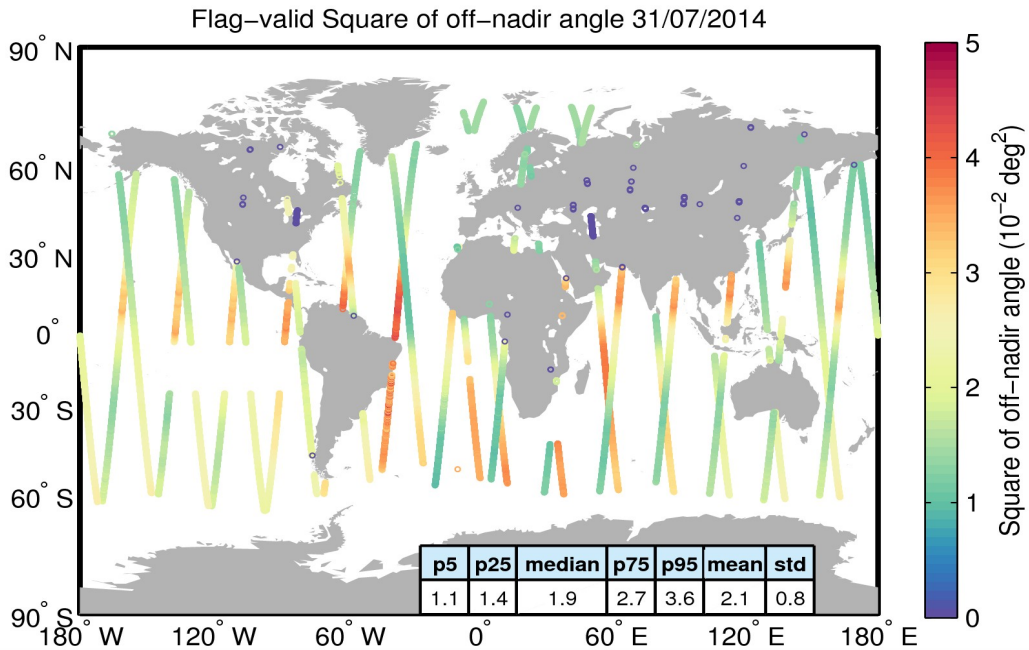 Flag−valid Square of off−nadir angle 31/07/2014
90° N
60° N
30° N
0°
30° S
60° S
90° S
180° W
120° W
60° W
0°
60° E
120° E
180° E
p5 p25 median p75 p95 mean std
1.1 1.4 1.9 2.7 3.6 2.1 0.8
5
4
3
2
1
0
Square of off−nadir angle (10⁻² deg²)